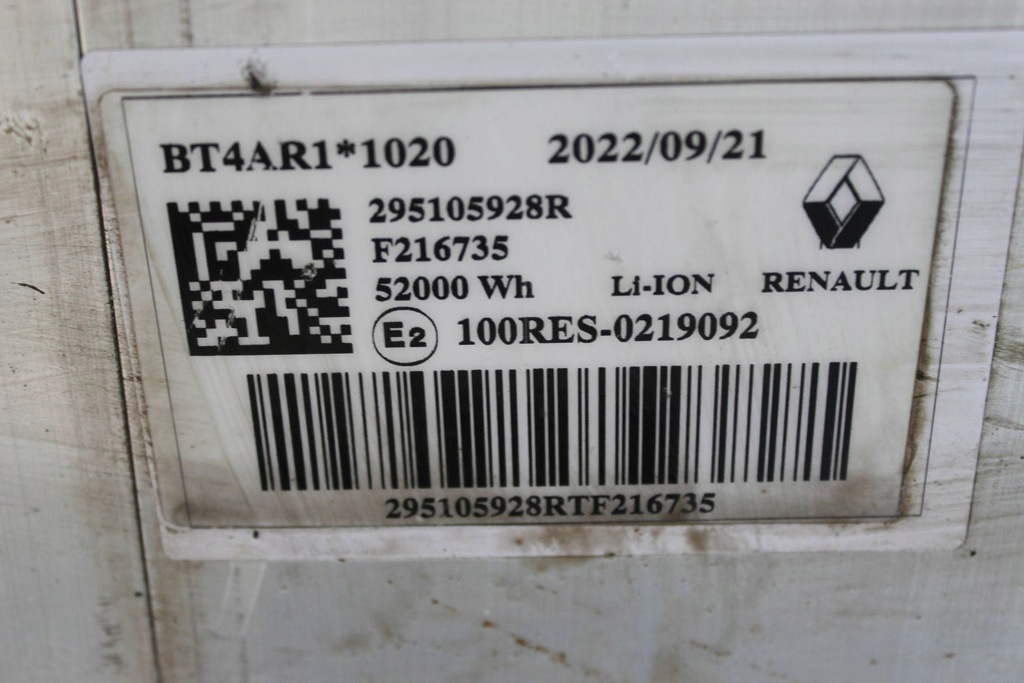 BT4AR1*1020 2022/09/21
295105928R
F216735
52000 Wh Li-ION RENAULT
E2 100RES-0219092
295105928RTF216735